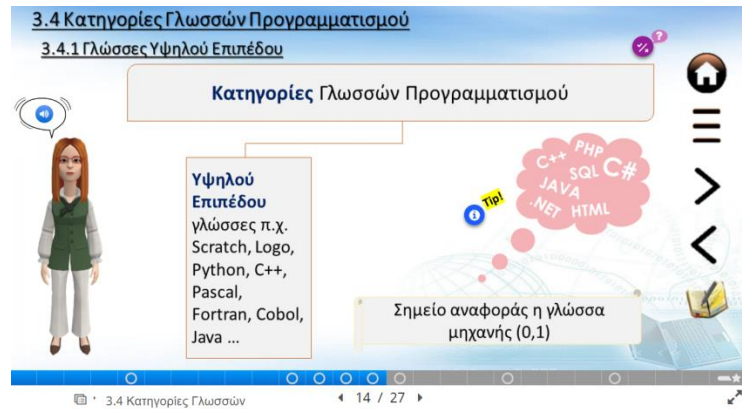 3.4 Κατηγορίες Γλωσσών Προγραμματισμού
3.4.1 Γλώσσες Υψηλού Επιπέδου
?
Κατηγορίες Γλωσσών Προγραμματισμού
Υψηλού
Επιπέδου
γλώσσες π.χ.
Scratch, Logo,
Python, C++,
Pascal,
Fortran, Cobol,
Java ...
Tip!
C++ PHP C#
SQL
JAVA
.NET HTML
Σημείο αναφοράς η γλώσσα
μηχανής (0,1)
3.4 Κατηγορίες Γλωσσών
14 / 27